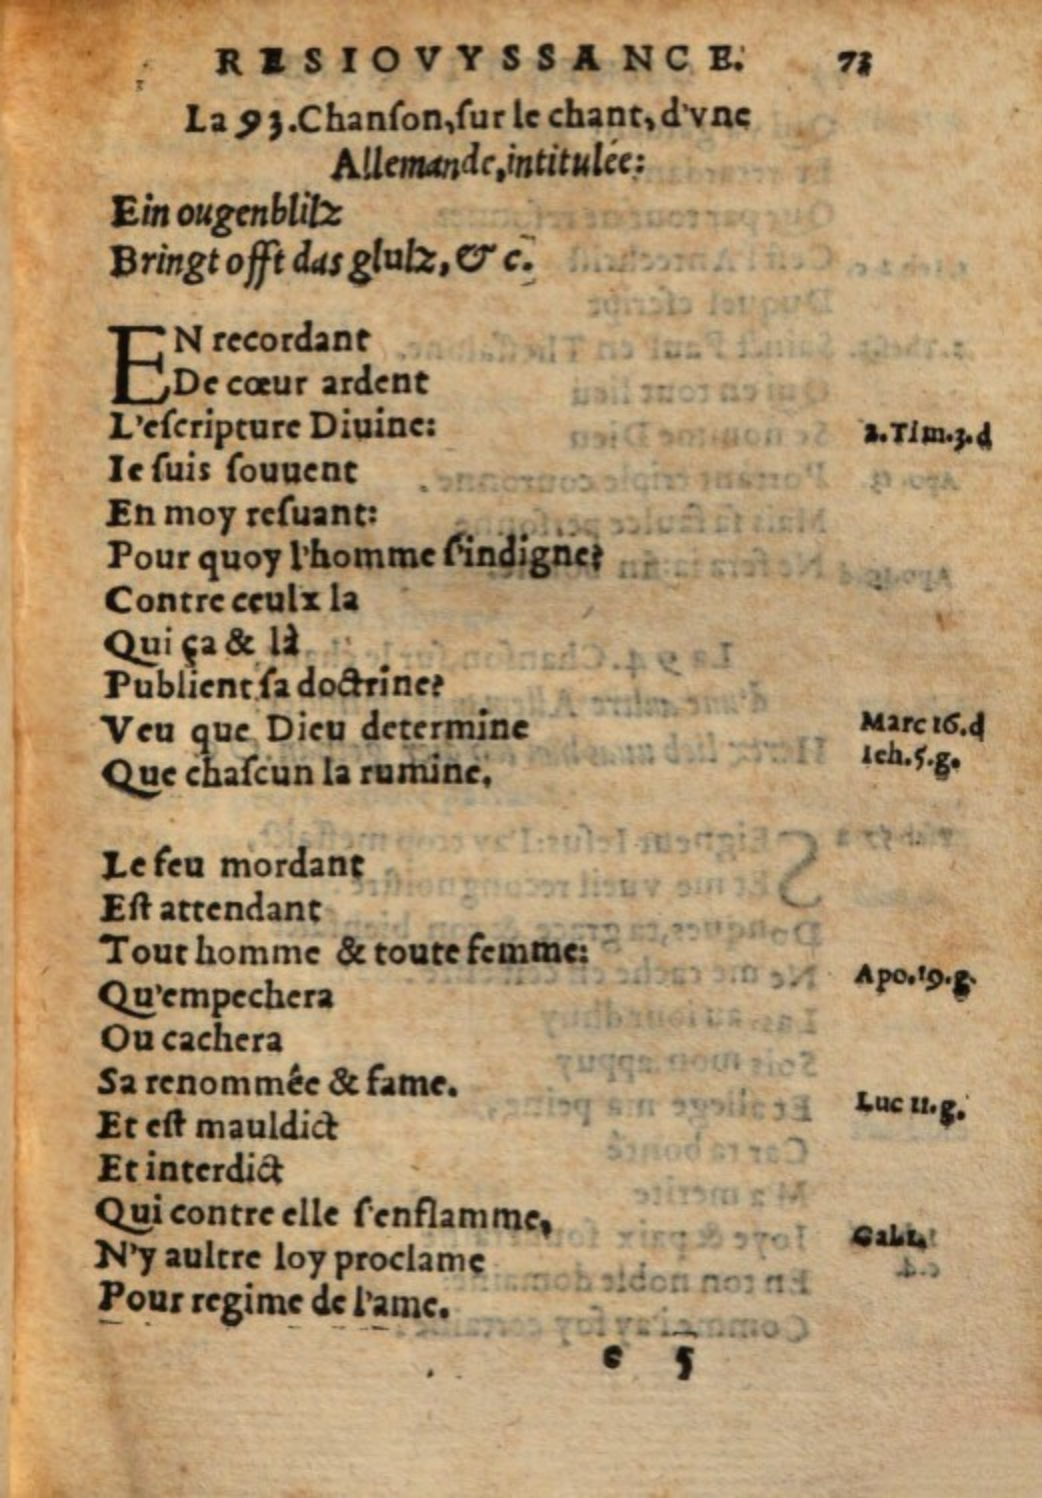 RESIOVYSSANCE. 73
La 93. Chanſon, ſur le chant, d'vne
Allemande, intitulée:
Ein ougenblitz
Bringt offt das glulz, & c.
EN recordant
De cœur ardent
L'eſcripture Diuine: 2.Tim.3.d
Ie ſuis ſouuent
En moy reſuant:
Pour quoy l'homme ſ'indigne?
Contre ceulx la
Qui ça & là
Publient ſa doctrine?
Veu que Dieu determine Marc 16.d
Que chaſcun la rumine. Ieh.5.g.
Le feu mordant
Eſt attendant
Tout homme & toute femme: Apo.19.g.
Qu'empechera
Ou cachera
Sa renommée & fame. Luc 11.g.
Et eſt mauldict
Et interdict
Qui contre elle ſ'enflamme,
N'y aultre loy proclame Gal.1.
Pour regime de l'ame.
e 5